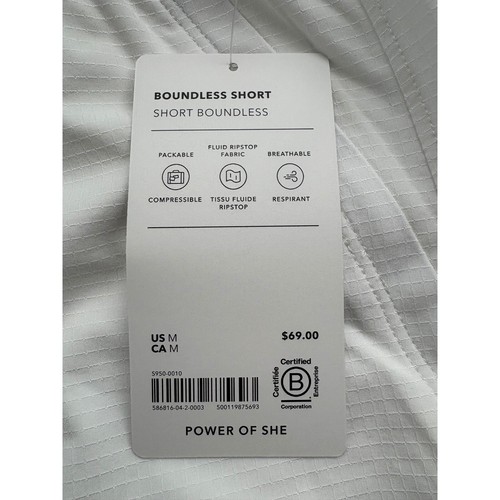 BOUNDLESS SHORT
SHORT BOUNDLESS
PACKABLE
FLUID RIPSTOP
FABRIC
BREATHABLE
COMPRESSIBLE
TISSU FLUIDE
RIPSTOP
RESPIRANT
US M
CA M
$69.00
S950-0010
586816-04-2-0003 500119875693
Certified
Certifiée
B
Entreprise
Corporation
POWER OF SHE